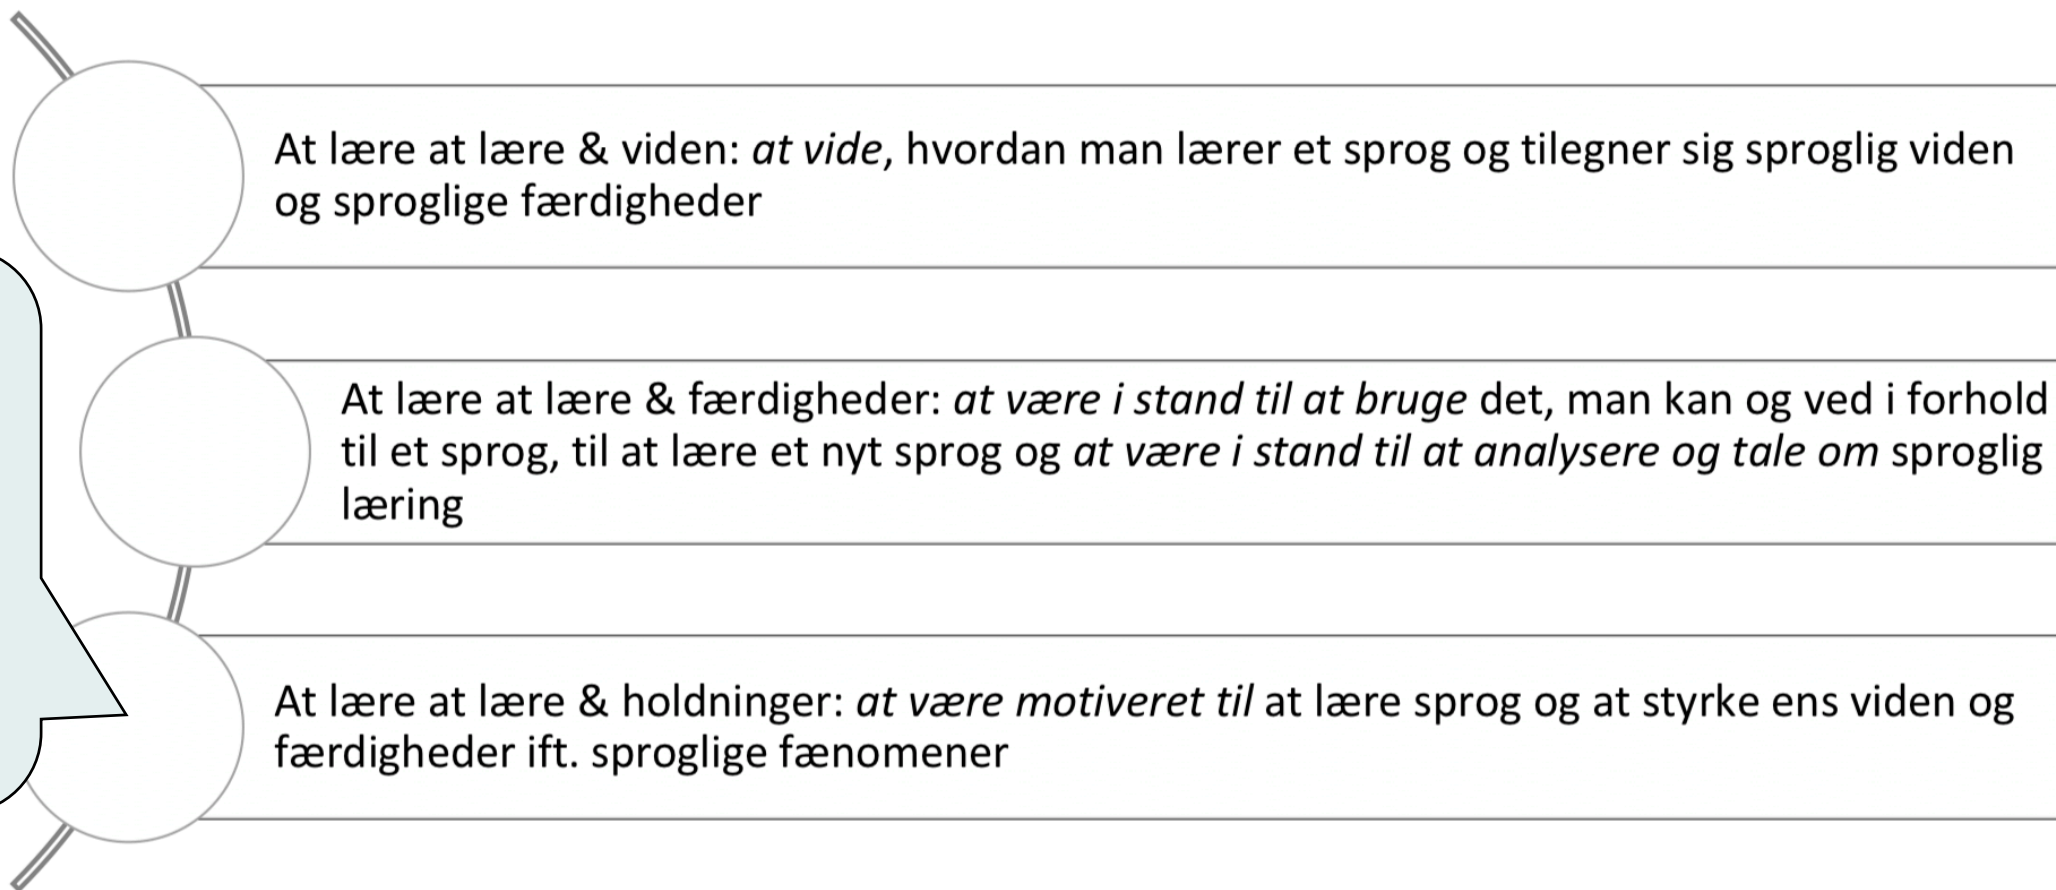 At lære at lære & viden: at vide, hvordan man lærer et sprog og tilegner sig sproglig viden
og sproglige færdigheder
At lære at lære & færdigheder: at være i stand til at bruge det, man kan og ved i forhold
til et sprog, til at lære et nyt sprog og at være i stand til at analysere og tale om sproglig
læring
At lære at lære & holdninger: at være motiveret til at lære sprog og at styrke ens viden og
færdigheder ift. sproglige fænomener